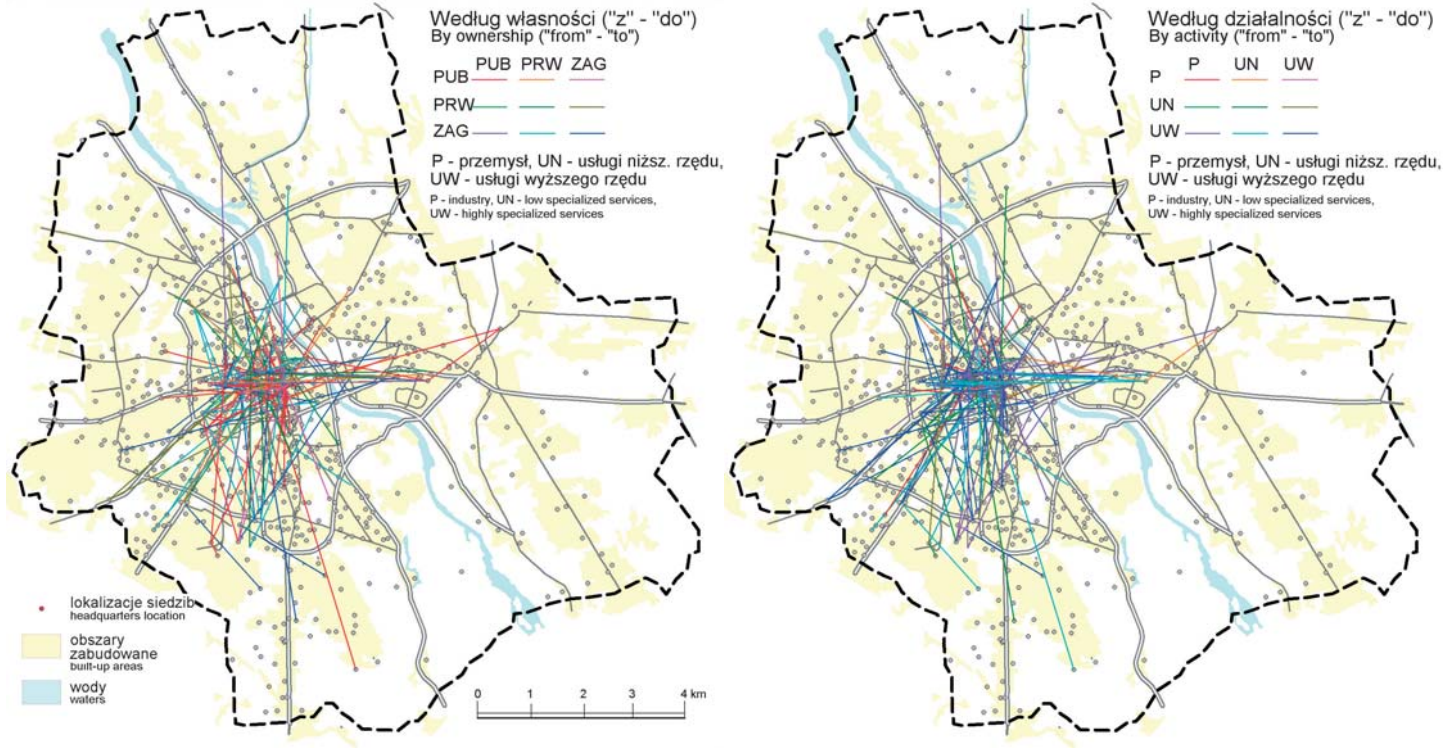 Według własności ("z" - "do")
By ownership ("from" - "to")
PUB PRW ZAG
PUB
PRW
ZAG
P - przemysł, UN - usługi niższ. rzędu,
UW - usługi wyższego rzędu
P - industry, UN - low specialized services,
UW - highly specialized services
Według działalności ("z" - "do")
By activity ("from" - "to")
P UN UW
P
UN
UW
P - przemysł, UN - usługi niższ. rzędu,
UW - usługi wyższego rzędu
P - industry, UN - low specialized services,
UW - highly specialized services
lokalizacje siedzib
headquarters location
obszary
zabudowane
built-up areas
wody
waters
0 1 2 3 4 km